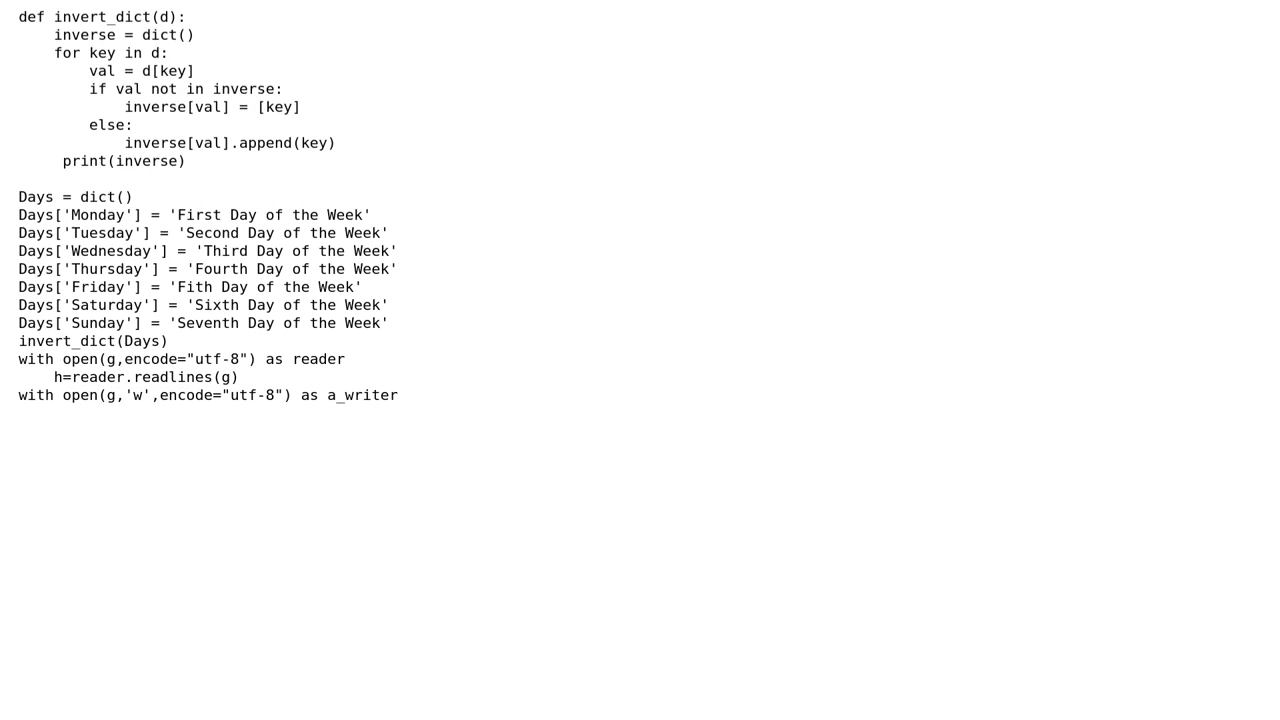 def invert_dict(d):
    inverse = dict()
    for key in d:
        val = d[key]
        if val not in inverse:
            inverse[val] = [key]
        else:
            inverse[val].append(key)
     print(inverse)

Days = dict()
Days['Monday'] = 'First Day of the Week'
Days['Tuesday'] = 'Second Day of the Week'
Days['Wednesday'] = 'Third Day of the Week'
Days['Thursday'] = 'Fourth Day of the Week'
Days['Friday'] = 'Fith Day of the Week'
Days['Saturday'] = 'Sixth Day of the Week'
Days['Sunday'] = 'Seventh Day of the Week'
invert_dict(Days)
with open(g,encode="utf-8") as reader
    h=reader.readlines(g)
with open(g,'w',encode="utf-8") as a_writer